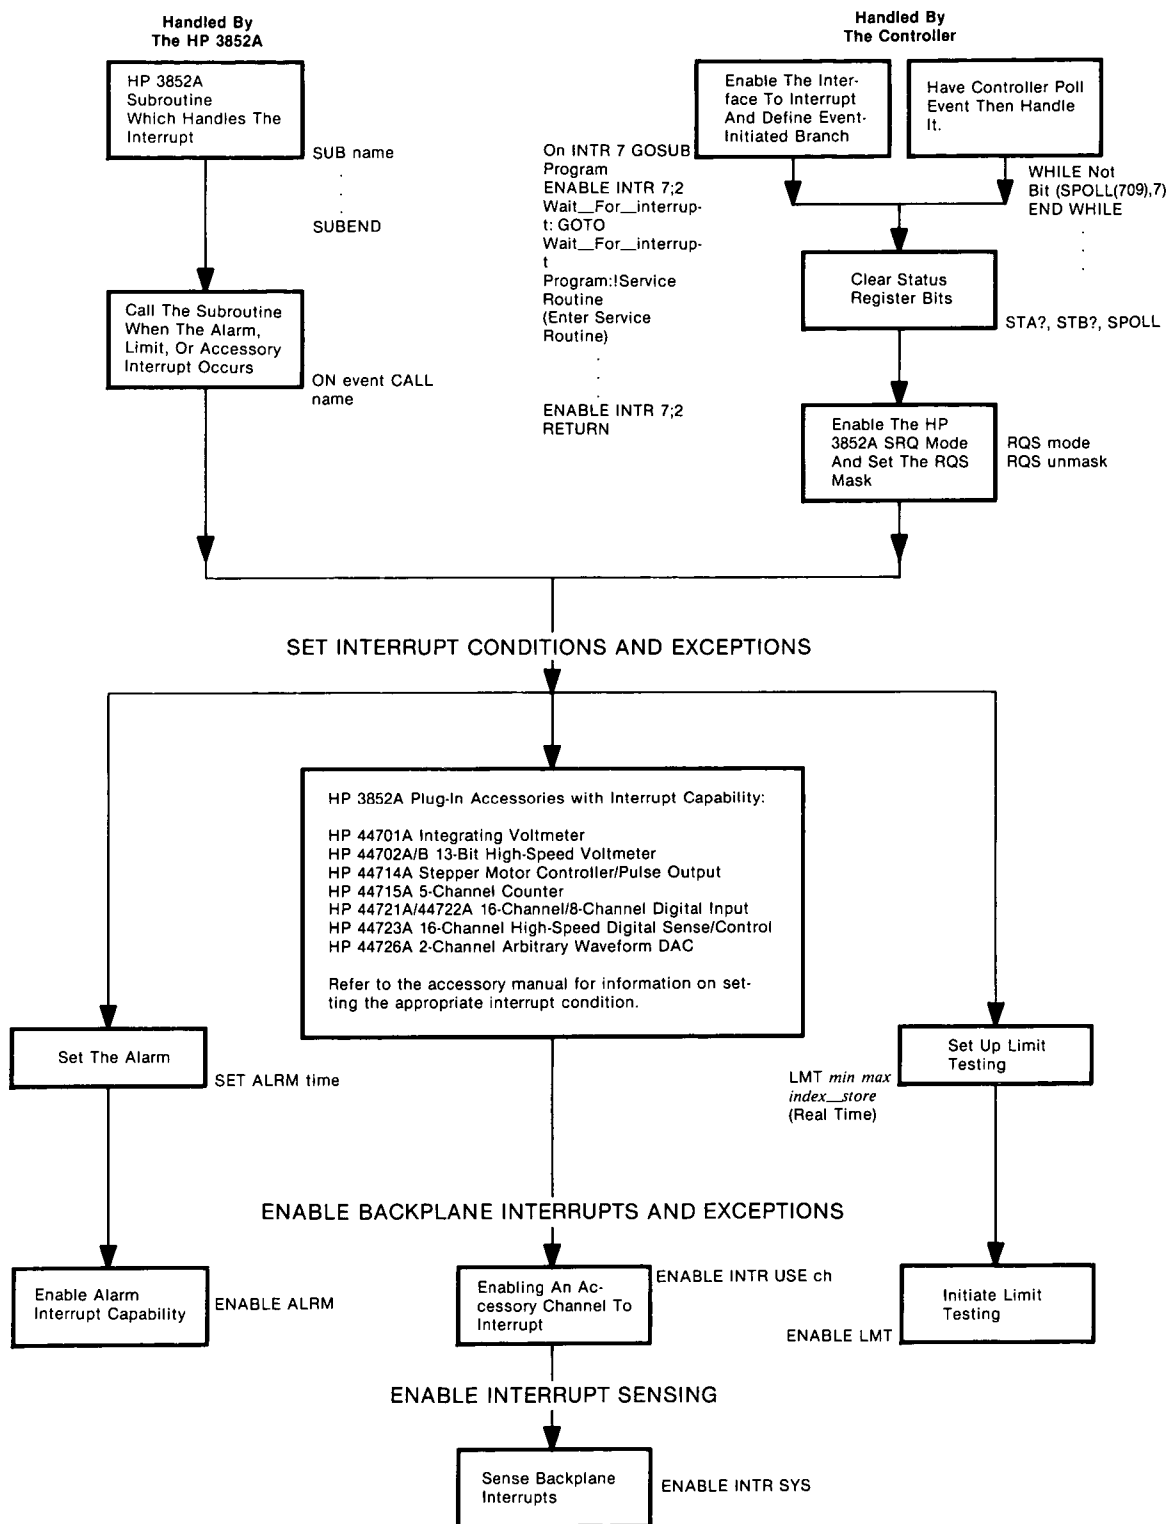 Handled By
The HP 3852A
HP 3852A
Subroutine
Which Handles The
Interrupt
SUB name
.
.
.
SUBEND
Call The Subroutine
When The Alarm,
Limit, Or Accessory
Interrupt Occurs
ON event CALL
name
Handled By
The Controller
Enable The Inter-
face To Interrupt
And Define Event-
Initiated Branch
Have Controller Poll
Event Then Handle
It.
On INTR 7 GOSUB
Program
ENABLE INTR 7;2
Wait__For__interrup-
t: GOTO
Wait__For__interrup-
t
Program:!Service
Routine
(Enter Service
Routine)
.
.
.
ENABLE INTR 7;2
RETURN
WHILE Not
Bit (SPOLL(709),7)
END WHILE
.
.
.
Clear Status
Register Bits
STA?, STB?, SPOLL
Enable The HP
3852A SRQ Mode
And Set The RQS
Mask
RQS mode
RQS unmask
SET INTERRUPT CONDITIONS AND EXCEPTIONS
HP 3852A Plug-In Accessories with Interrupt Capability:
HP 44701A Integrating Voltmeter
HP 44702A/B 13-Bit High-Speed Voltmeter
HP 44714A Stepper Motor Controller/Pulse Output
HP 44715A 5-Channel Counter
HP 44721A/44722A 16-Channel/8-Channel Digital Input
HP 44723A 16-Channel High-Speed Digital Sense/Control
HP 44726A 2-Channel Arbitrary Waveform DAC
Refer to the accessory manual for information on set-
ting the appropriate interrupt condition.
Set The Alarm
SET ALRM time
Set Up Limit
Testing
LMT min max
index__store
(Real Time)
ENABLE BACKPLANE INTERRUPTS AND EXCEPTIONS
Enable Alarm
Interrupt Capability
ENABLE ALRM
Enabling An Ac-
cessory Channel To
Interrupt
ENABLE INTR USE ch
Initiate Limit
Testing
ENABLE LMT
ENABLE INTERRUPT SENSING
Sense Backplane
Interrupts
ENABLE INTR SYS